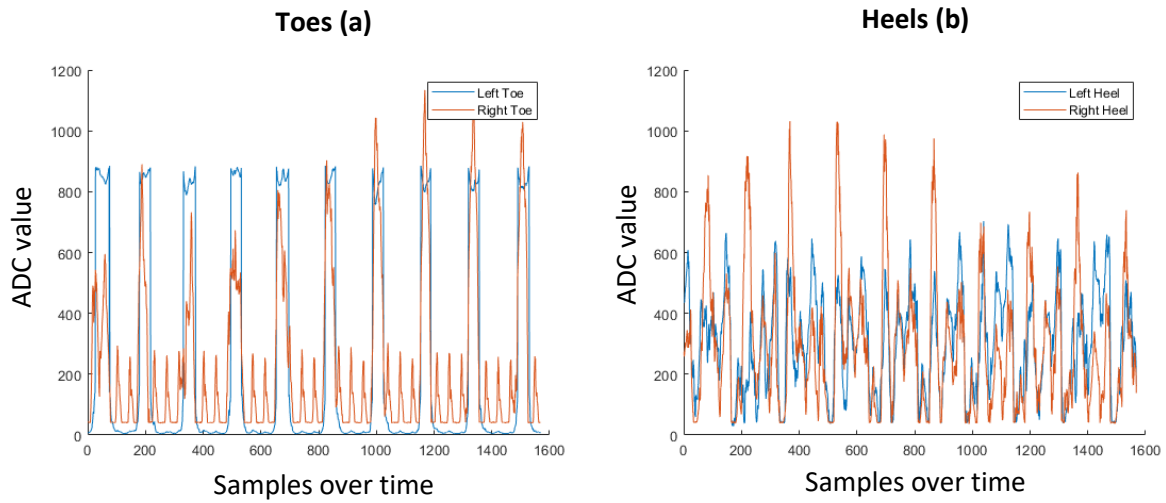 Toes (a)
1200
1000
800
600
400
200
0
ADC value
Left Toe
Right Toe
0 200 400 600 800 1000 1200 1400 1600
Samples over time
Heels (b)
1200
1000
800
600
400
200
0
ADC value
Left Heel
Right Heel
0 200 400 600 800 1000 1200 1400 1600
Samples over time